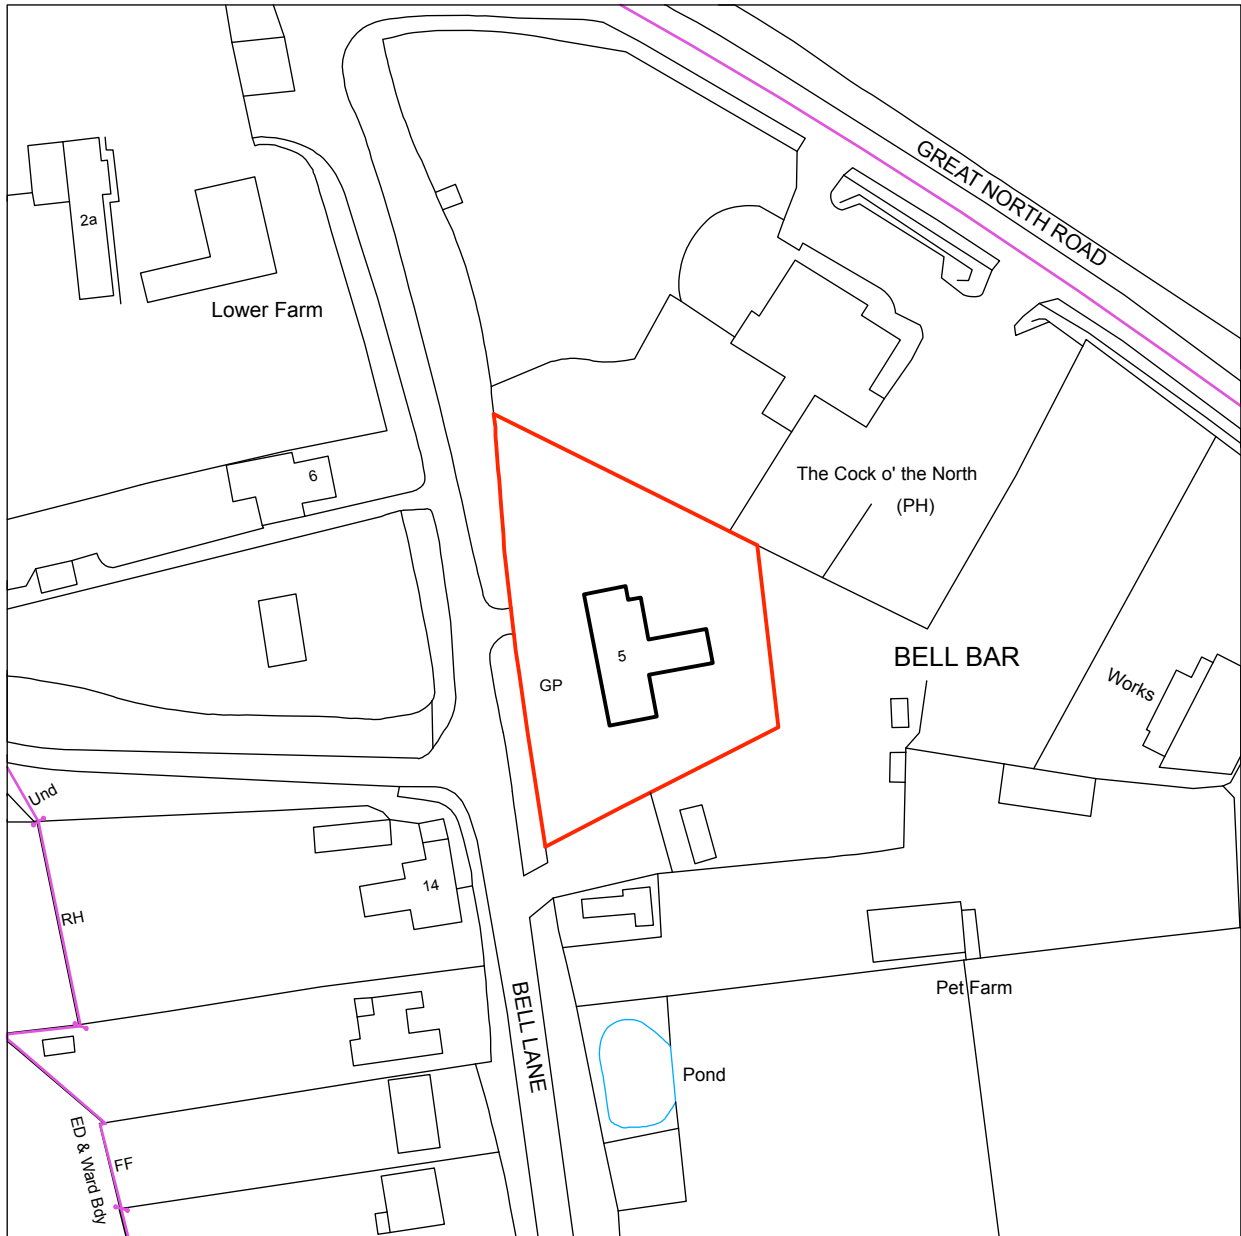 GREAT NORTH ROAD
2a
Lower Farm
6
The Cock o' the North
(PH)
5
BELL BAR
GP
Works
Und
14
RH
Pet Farm
BELL LANE
Pond
ED & Ward Bdy
FF